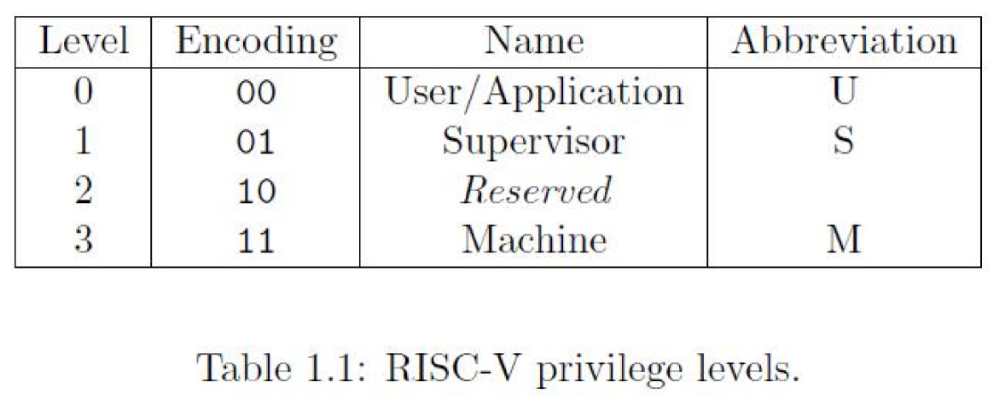 Level Encoding Name Abbreviation
0 00 User/Application U
1 01 Supervisor S
2 10 Reserved
3 11 Machine M
Table 1.1: RISC-V privilege levels.